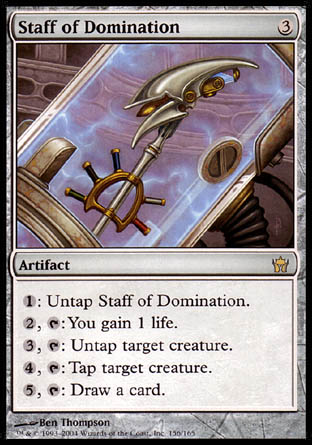 Staff of Domination 3
Artifact
1: Untap Staff of Domination.
2, T:You gain 1 life.
3, T: Untap target creature.
4, T: Tap target creature.
5, T: Draw a card.
Ben Thompson
™ & © 1993-2004 Wizards of the Coast, Inc. 156/165